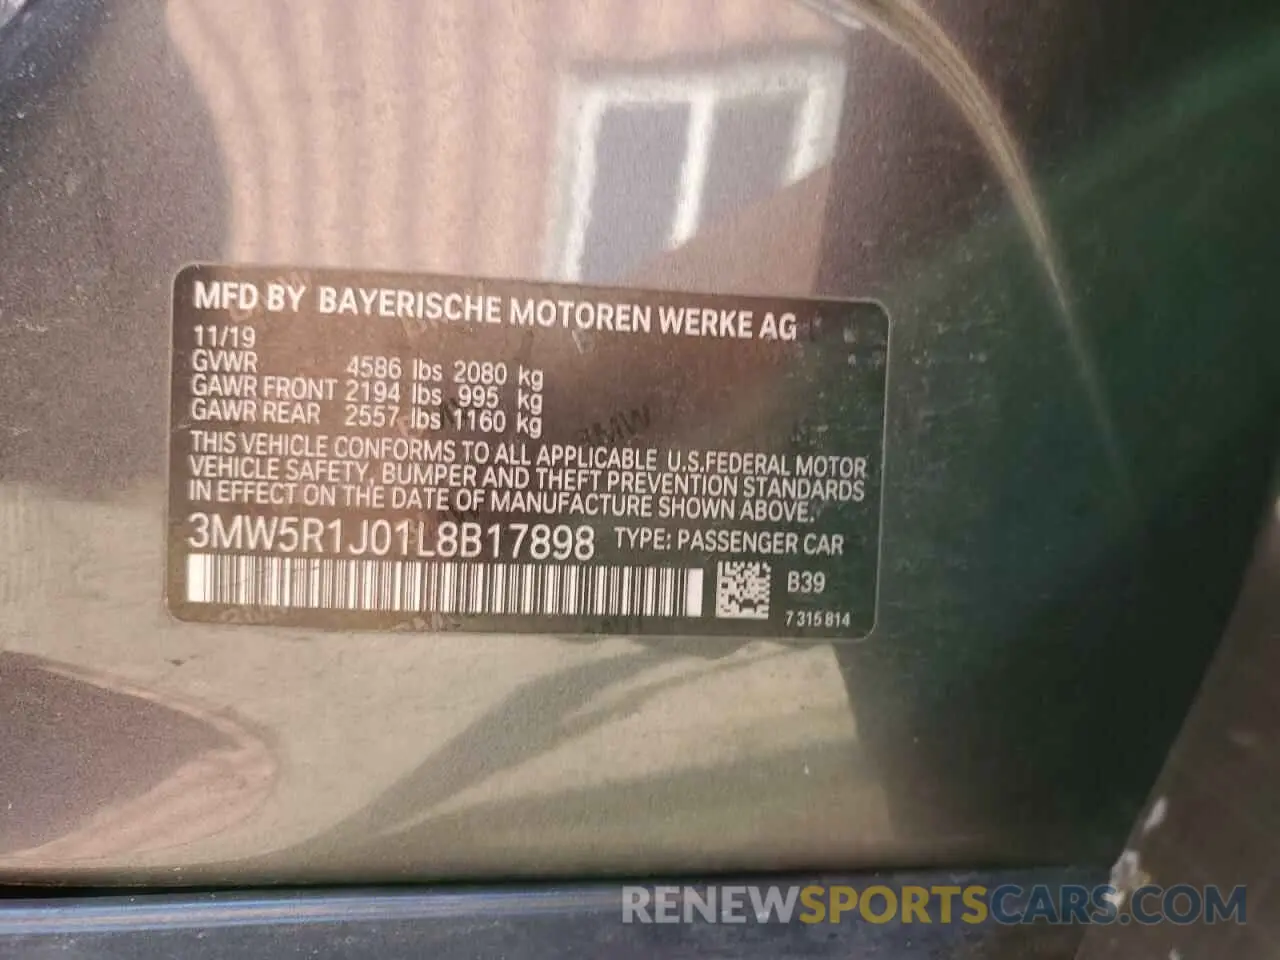 MFD BY BAYERISCHE MOTOREN WERKE AG
11/19
GVWR 4586 lbs 2080 kg
GAWR FRONT 2194 lbs 995 kg
GAWR REAR 2557 lbs 1160 kg
THIS VEHICLE CONFORMS TO ALL APPLICABLE U.S.FEDERAL MOTOR
VEHICLE SAFETY, BUMPER AND THEFT PREVENTION STANDARDS
IN EFFECT ON THE DATE OF MANUFACTURE SHOWN ABOVE.
3MW5R1J01L8B17898 TYPE: PASSENGER CAR
B39
7 315 814
RENEWSPORTSCARS.COM